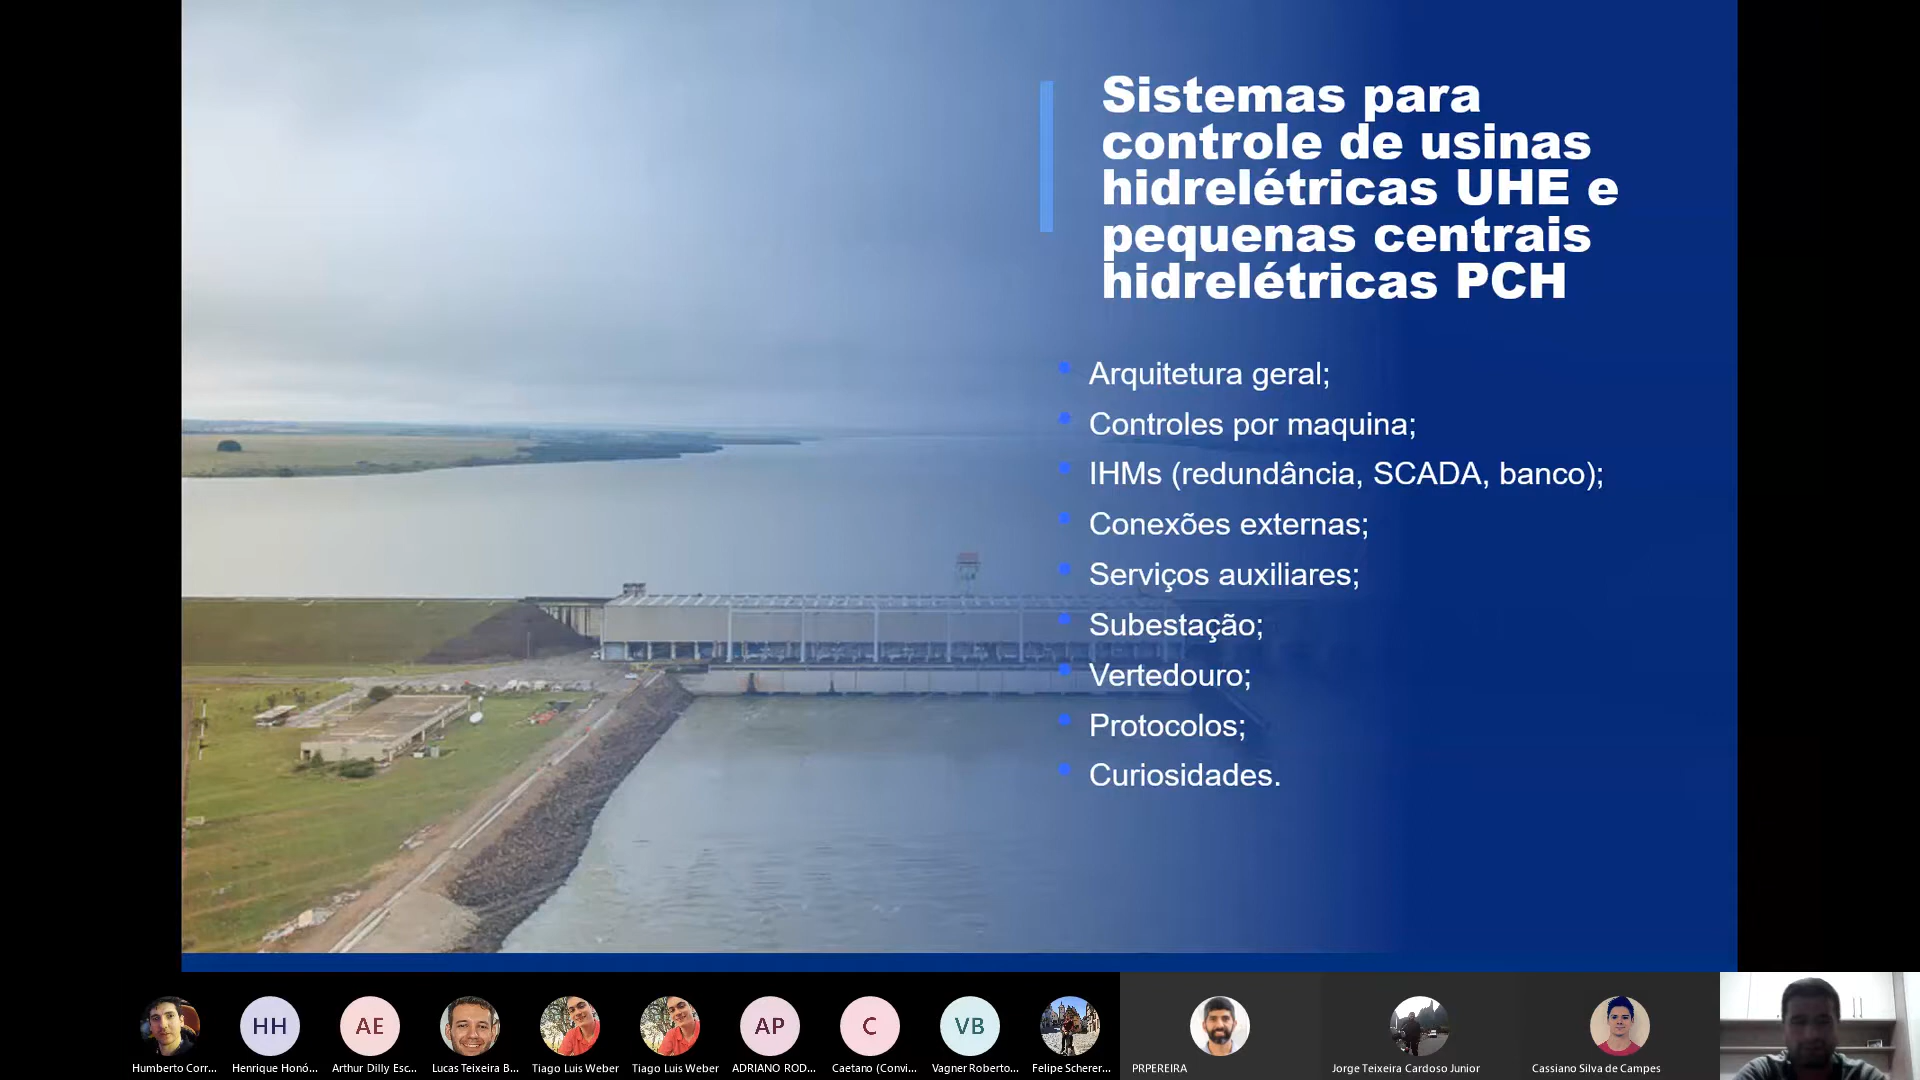 Sistemas para
controle de usinas
hidrelétricas UHE e
pequenas centrais
hidrelétricas PCH
Arquitetura geral;
Controles por maquina;
IHMs (redundância, SCADA, banco);
Conexões externas;
Serviços auxiliares;
Subestação;
Vertedouro;
Protocolos;
Curiosidades.
HH
AE
AP
C
VB
Humberto Corr...
Henrique Honó...
Arthur Dilly Esc...
Lucas Teixeira B...
Tiago Luis Weber
Tiago Luis Weber
ADRIANO ROD...
Caetano (Convi...
Vagner Roberto...
Felipe Scherer...
PRPEREIRA
Jorge Teixeira Cardoso Junior
Cassiano Silva de Campes